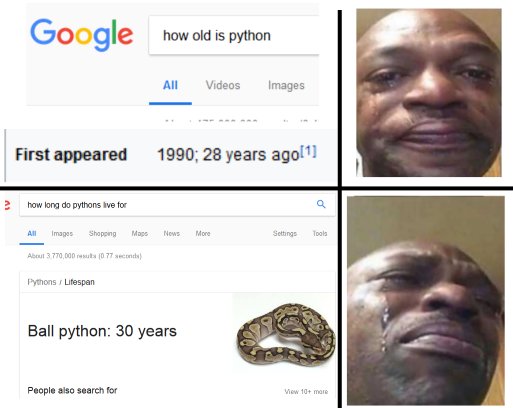 Google
how old is python
All Videos Images
First appeared 1990; 28 years ago[1]
how long do pythons live for
All Images Shopping Maps News More Settings Tools
About 3,770,000 results (0.77 seconds)
Pythons / Lifespan
Ball python: 30 years
People also search for
View 10+ more